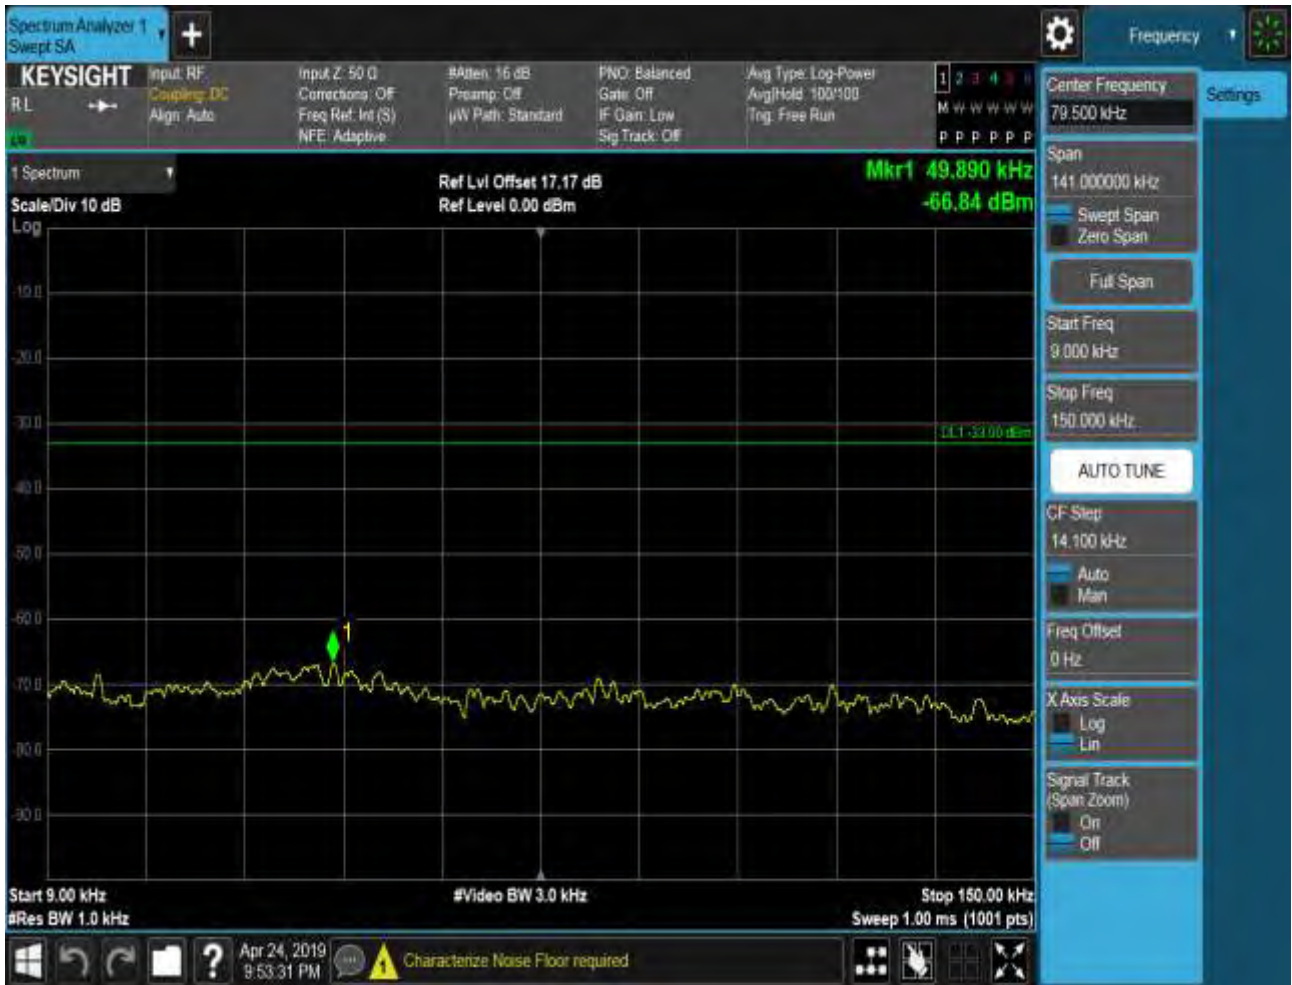 Spectrum Analyzer 1
Swept SA
+
Frequency
KEYSIGHT
RL
Input: RF
Coupling: DC
Align: Auto
Input Z: 50 Ω
Corrections: Off
Freq Ref: Int (S)
NFE: Adaptive
#Atten: 16 dB
Preamp: Off
µW Path: Standard
PNO: Balanced
Gate: Off
IF Gain: Low
Sig Track: Off
Avg Type: Log-Power
Avg|Hold: 100/100
Trig: Free Run
1 2 3 4 5 6
M W W W W W
P P P P P P
Center Frequency
79.500 kHz
Settings
Span
141.000000 kHz
Swept Span
Zero Span
Full Span
Start Freq
9.000 kHz
Stop Freq
150.000 kHz
AUTO TUNE
CF Step
14.100 kHz
Auto
Man
Freq Offset
0 Hz
X Axis Scale
Log
Lin
Signal Track
(Span Zoom)
On
Off
1 Spectrum
Scale/Div 10 dB
Log
Ref Lvl Offset 17.17 dB
Ref Level 0.00 dBm
Mkr1 49.890 kHz
-66.84 dBm
-10.0
-20.0
-30.0
DL1 -33.00 dBm
-40.0
-50.0
-60.0
1
-70.0
-80.0
-90.0
Start 9.00 kHz
#Video BW 3.0 kHz
Stop 150.00 kHz
#Res BW 1.0 kHz
Sweep 1.00 ms (1001 pts)
?
Apr 24, 2019
9:53:31 PM
1
Characterize Noise Floor required